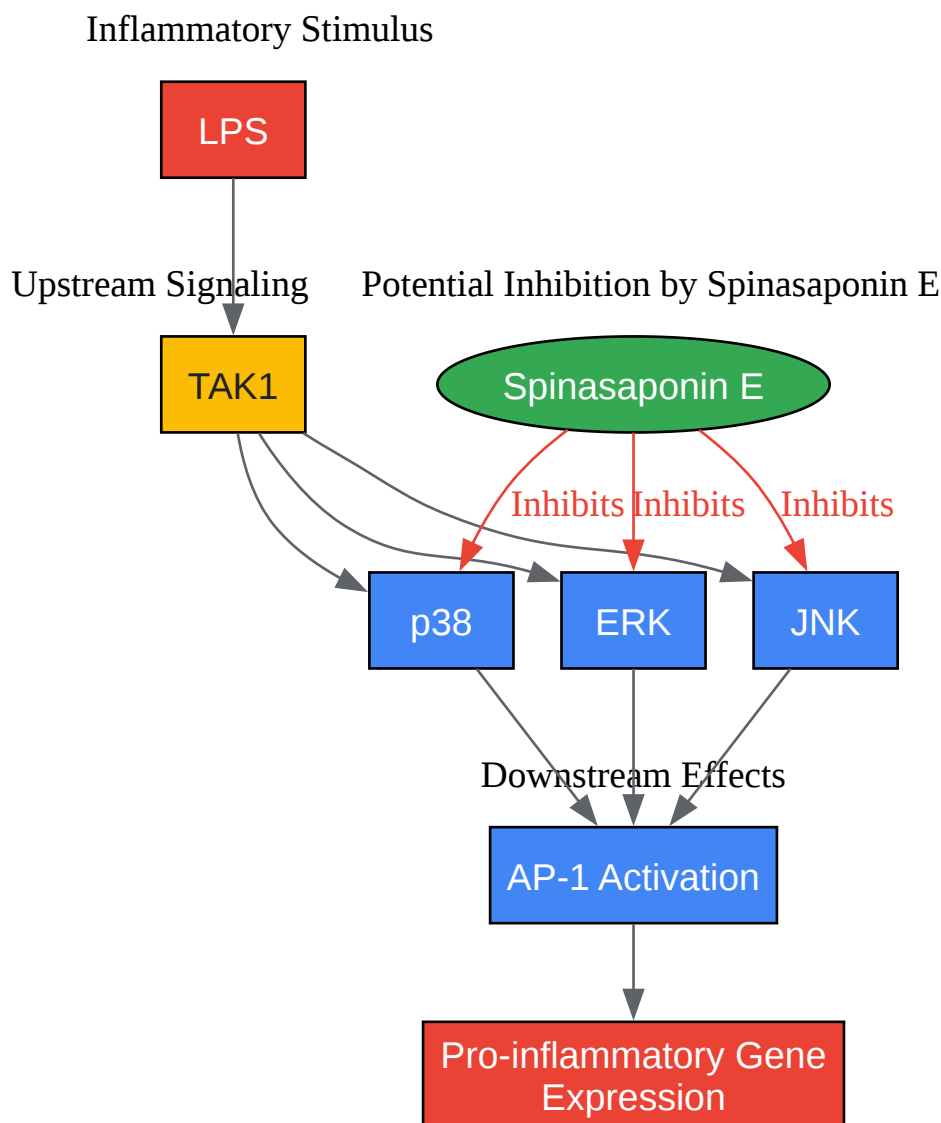 Inflammatory Stimulus
LPS
Upstream Signaling
Potential Inhibition by Spinasaponin E
TAK1
Spinasaponin E
Inhibits
Inhibits
Inhibits
p38
ERK
JNK
Downstream Effects
AP-1 Activation
Pro-inflammatory Gene
Expression